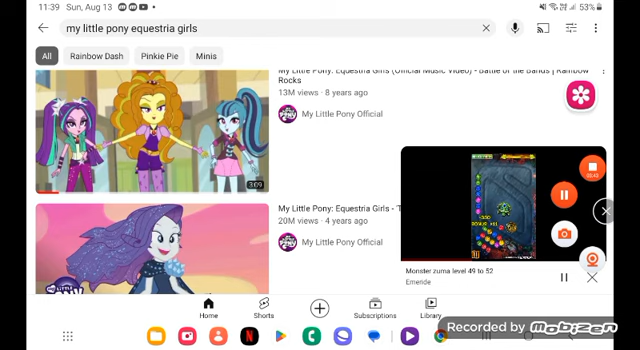 11:39 Sun, Aug 13
53%
my little pony equestria girls
All Rainbow Dash Pinkie Pie Minis
My Little Pony: Equestria Girls (Official Music Video) - Battle of the Bands | Rainbow
Rocks
13M views · 8 years ago
My Little Pony Official
3:09
My Little Pony: Equestria Girls - 
20M views · 4 years ago
My Little Pony Official
Monster zuma level 49 to 52
Emende
Home Shorts Subscriptions Library
Recorded by Mobizen